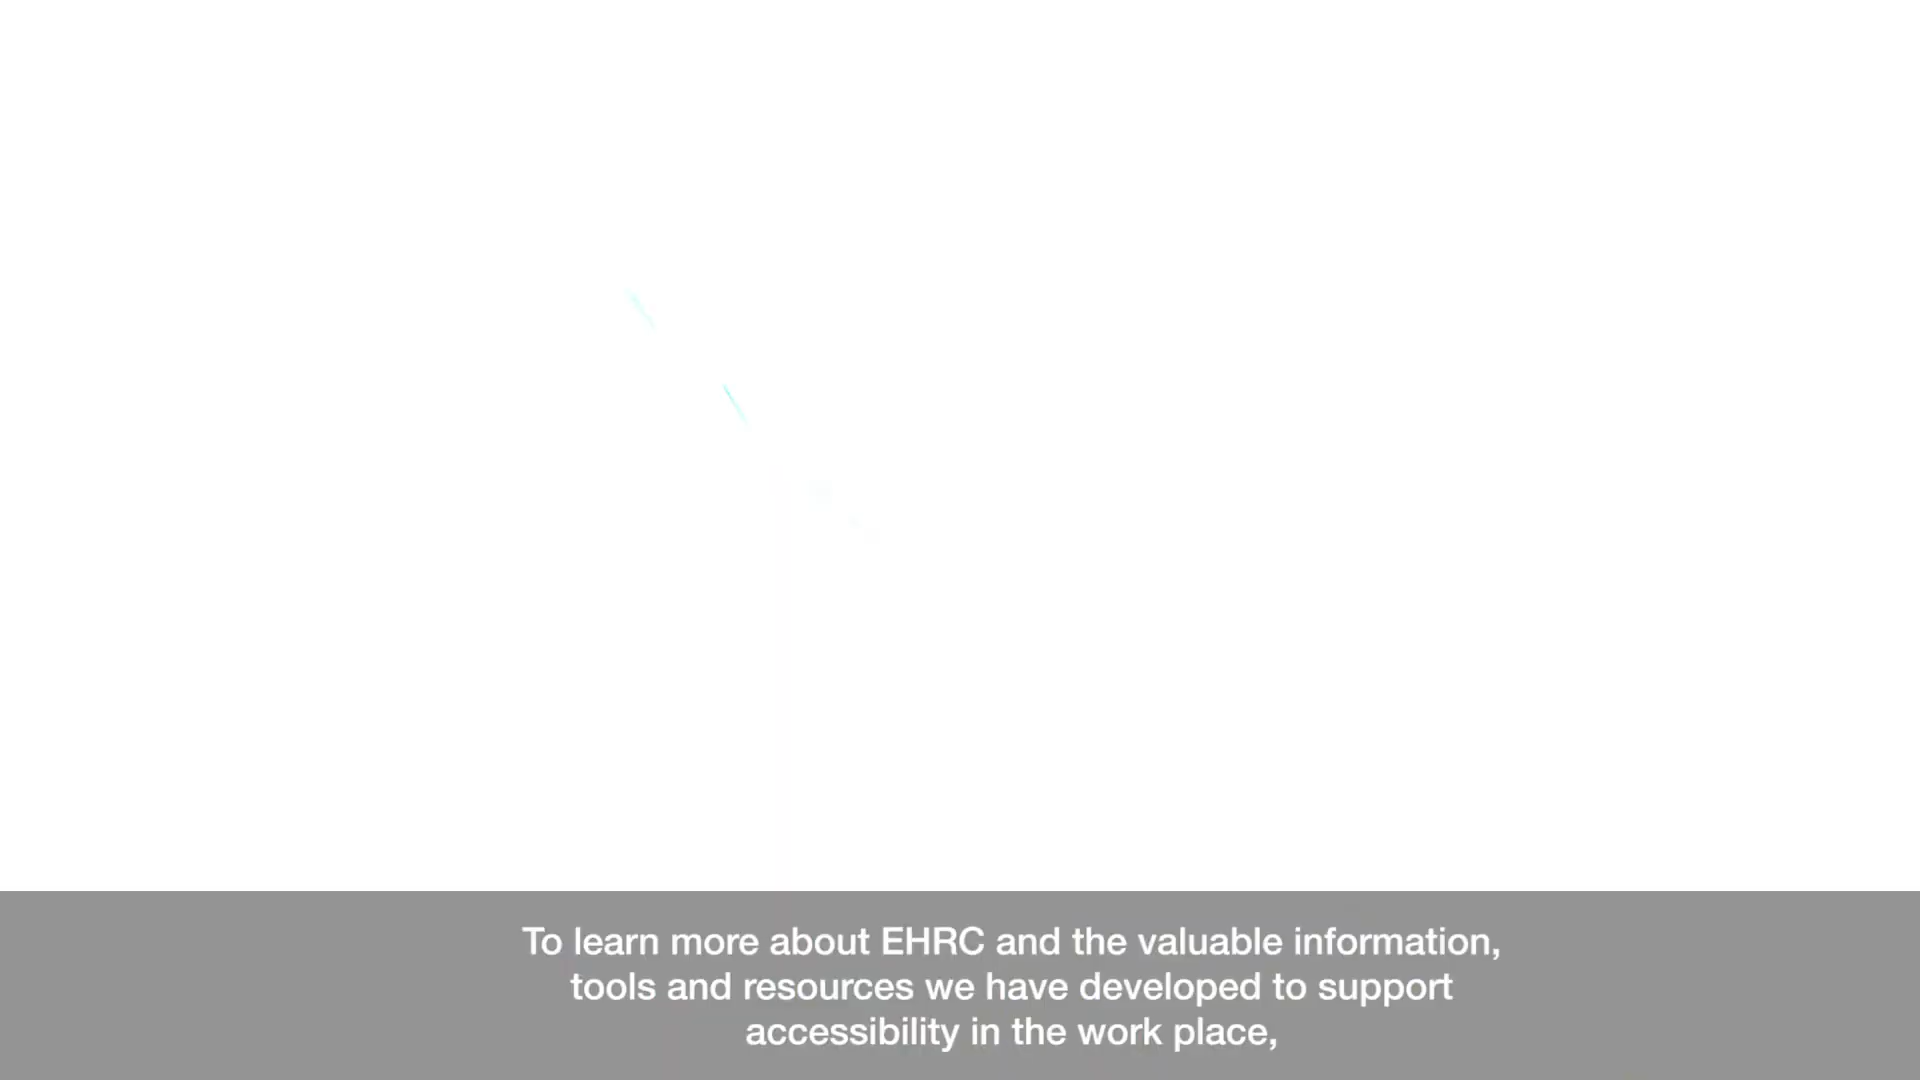 To learn more about EHRC and the valuable information,
tools and resources we have developed to support
accessibility in the work place,